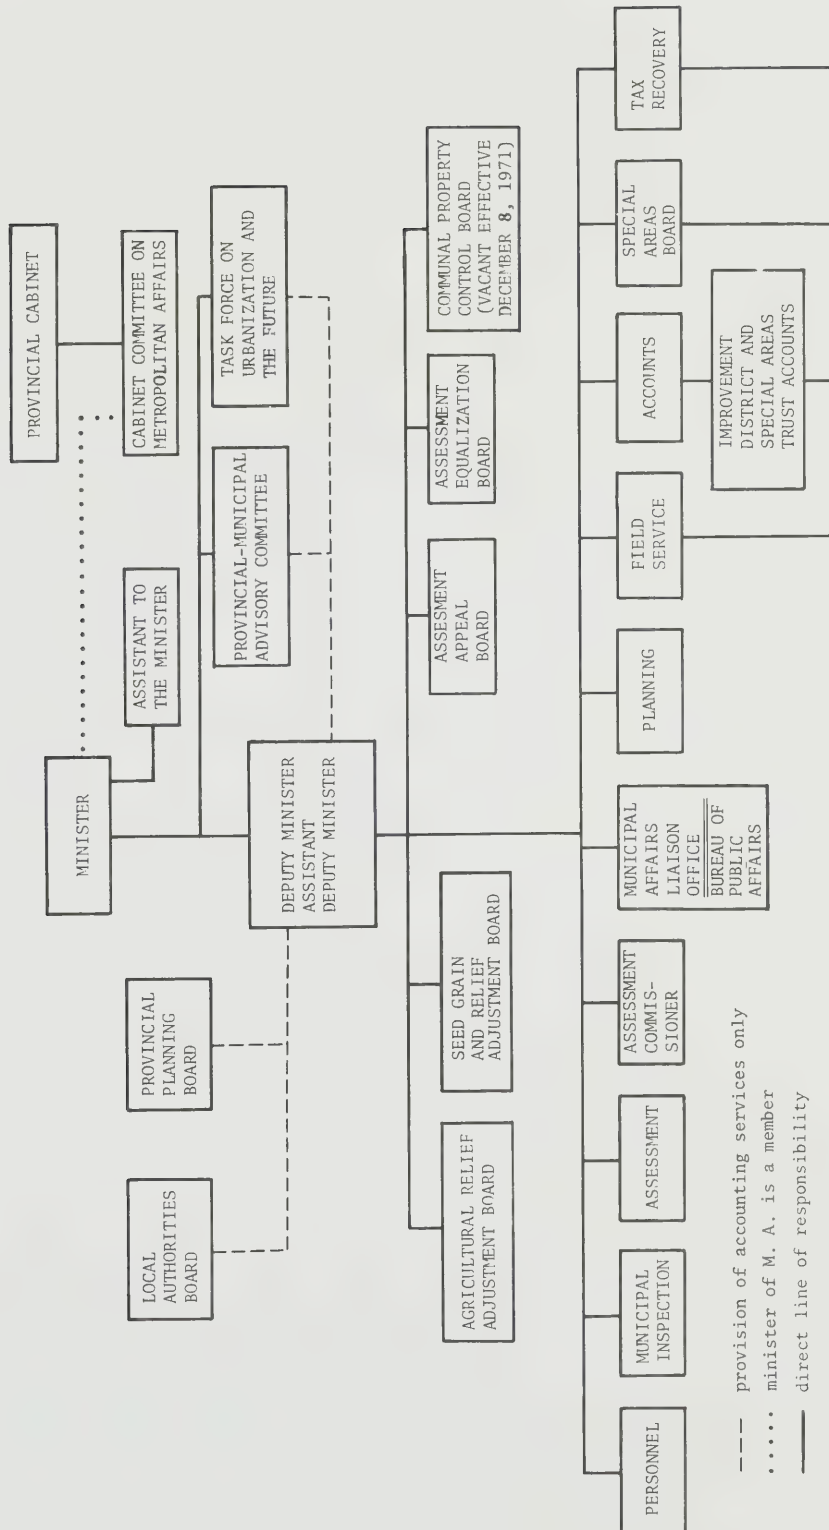 PROVINCIAL CABINET
MINISTER
ASSISTANT TO
THE MINISTER
CABINET COMMITTEE ON
METROPOLITAN AFFAIRS
LOCAL
AUTHORITIES
BOARD
PROVINCIAL
PLANNING
BOARD
PROVINCIAL-MUNICIPAL
ADVISORY COMMITTEE
TASK FORCE ON
URBANIZATION AND
THE FUTURE
DEPUTY MINISTER
ASSISTANT
DEPUTY MINISTER
AGRICULTURAL RELIEF
ADJUSTMENT BOARD
SEED GRAIN
AND RELIEF
ADJUSTMENT BOARD
ASSESMENT
APPEAL
BOARD
ASSESSMENT
EQUALIZATION
BOARD
COMMUNAL PROPERTY
CONTROL BOARD
(VACANT EFFECTIVE
DECEMBER 8, 1971)
PERSONNEL
MUNICIPAL
INSPECTION
ASSESSMENT
ASSESSMENT
COMMIS-
SIONER
MUNICIPAL
AFFAIRS
LIAISON
OFFICE
BUREAU OF
PUBLIC
AFFAIRS
PLANNING
FIELD
SERVICE
ACCOUNTS
SPECIAL
AREAS
BOARD
TAX
RECOVERY
IMPROVEMENT
DISTRICT AND
SPECIAL AREAS
TRUST ACCOUNTS
provision of accounting services only
minister of M. A. is a member
direct line of responsibility